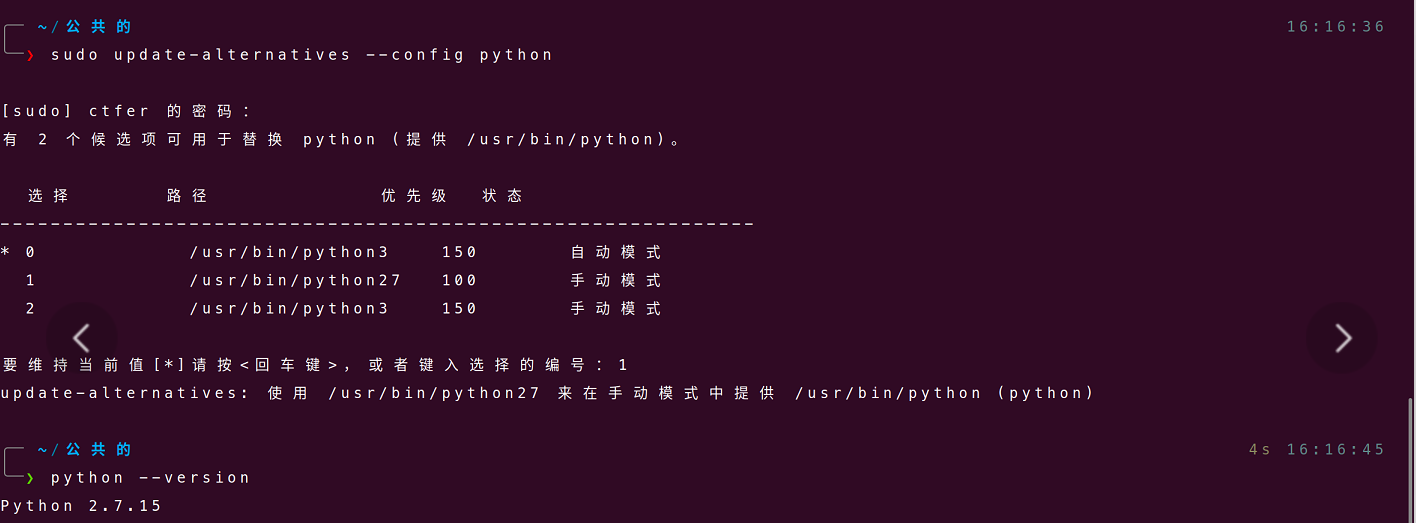 ~/公共的 16:16:36
❯ sudo update-alternatives --config python
[sudo] ctfer 的密码：
有 2 个候选项可用于替换 python (提供 /usr/bin/python)。
选择 路径 优先级 状态
------------------------------------------------------------
* 0 /usr/bin/python3 150 自动模式
1 /usr/bin/python27 100 手动模式
2 /usr/bin/python3 150 手动模式
要维持当前值[*]请按<回车键>，或者键入选择的编号：1
update-alternatives: 使用 /usr/bin/python27 来在手动模式中提供 /usr/bin/python (python)
~/公共的 4s 16:16:45
❯ python --version
Python 2.7.15